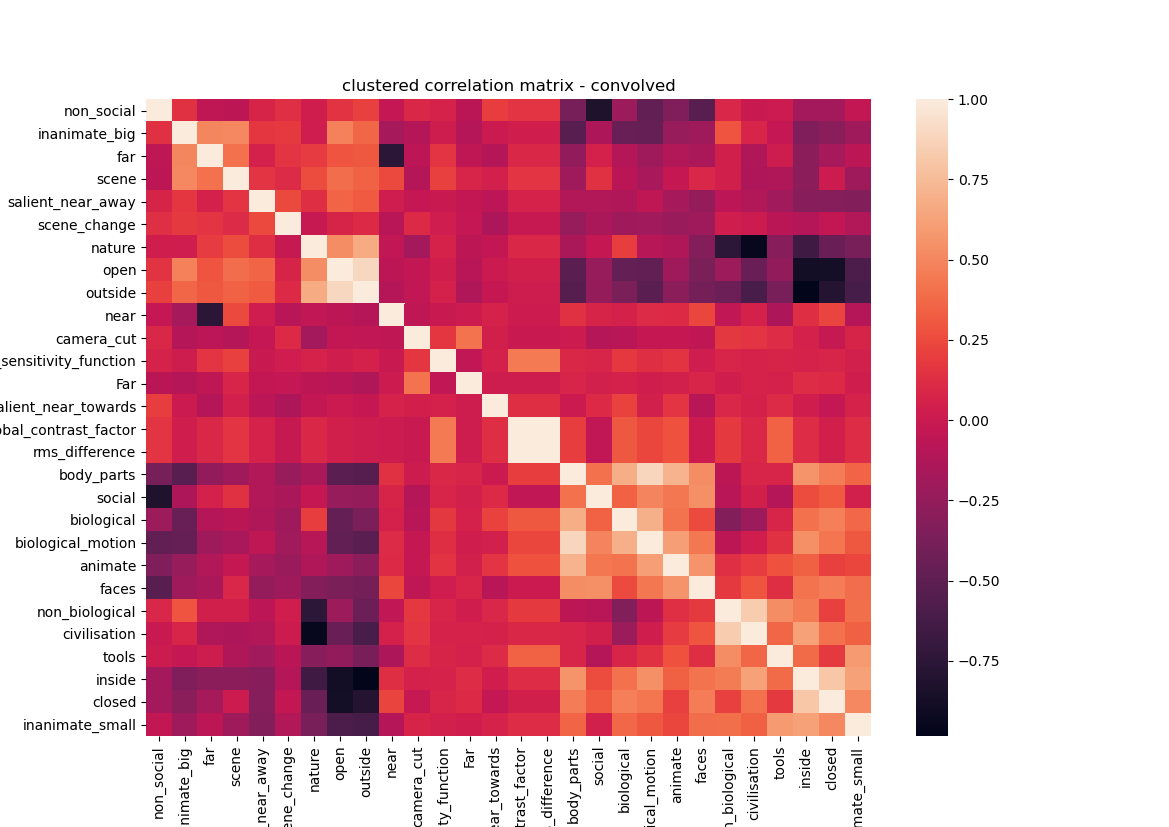 clustered correlation matrix - convolved
non_social
inanimate_big
far
scene
salient_near_away
scene_change
nature
open
outside
near
camera_cut
_sensitivity_function
Far
alient_near_towards
obal_contrast_factor
rms_difference
body_parts
social
biological
biological_motion
animate
faces
non_biological
civilisation
tools
inside
closed
inanimate_small
non_social
nimate_big
far
scene
_near_away
ene_change
nature
open
outside
near
camera_cut
ty_function
Far
ear_towards
trast_factor
_difference
body_parts
social
biological
ical_motion
animate
faces
n_biological
civilisation
tools
inside
closed
mate_small
1.00
0.75
0.50
0.25
0.00
−0.25
−0.50
−0.75